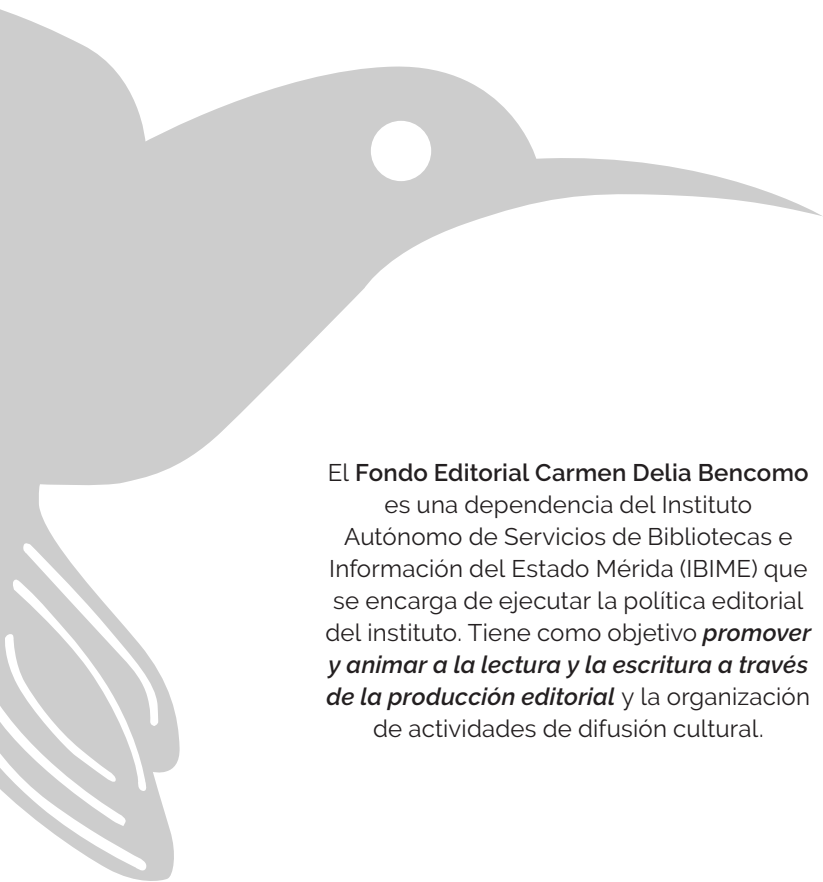 El Fondo Editorial Carmen Delia Bencomo
es una dependencia del Instituto
Autónomo de Servicios de Bibliotecas e
Información del Estado Mérida (IBIME) que
se encarga de ejecutar la política editorial
del instituto. Tiene como objetivo promover
y animar a la lectura y la escritura a través
de la producción editorial y la organización
de actividades de difusión cultural.